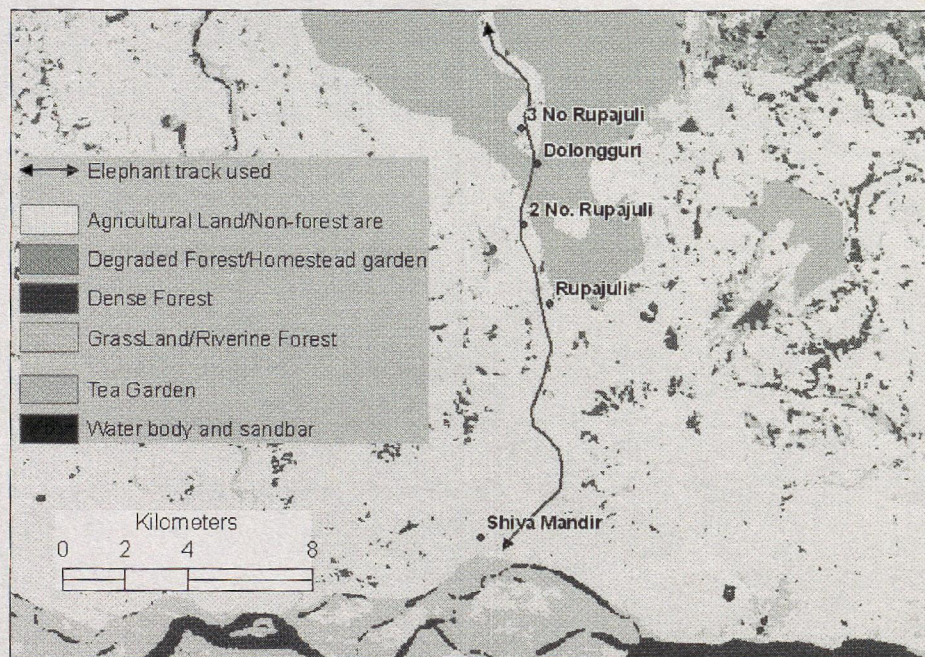 3 No Rupajuli
Dolongguri
2 No. Rupajuli
Rupajuli
Shiva Mandir
Elephant track used
Agricultural Land/Non-forest are
Degraded Forest/Homestead garden
Dense Forest
GrassLand/Riverine Forest
Tea Garden
Water body and sandbar
Kilometers
0 2 4 8